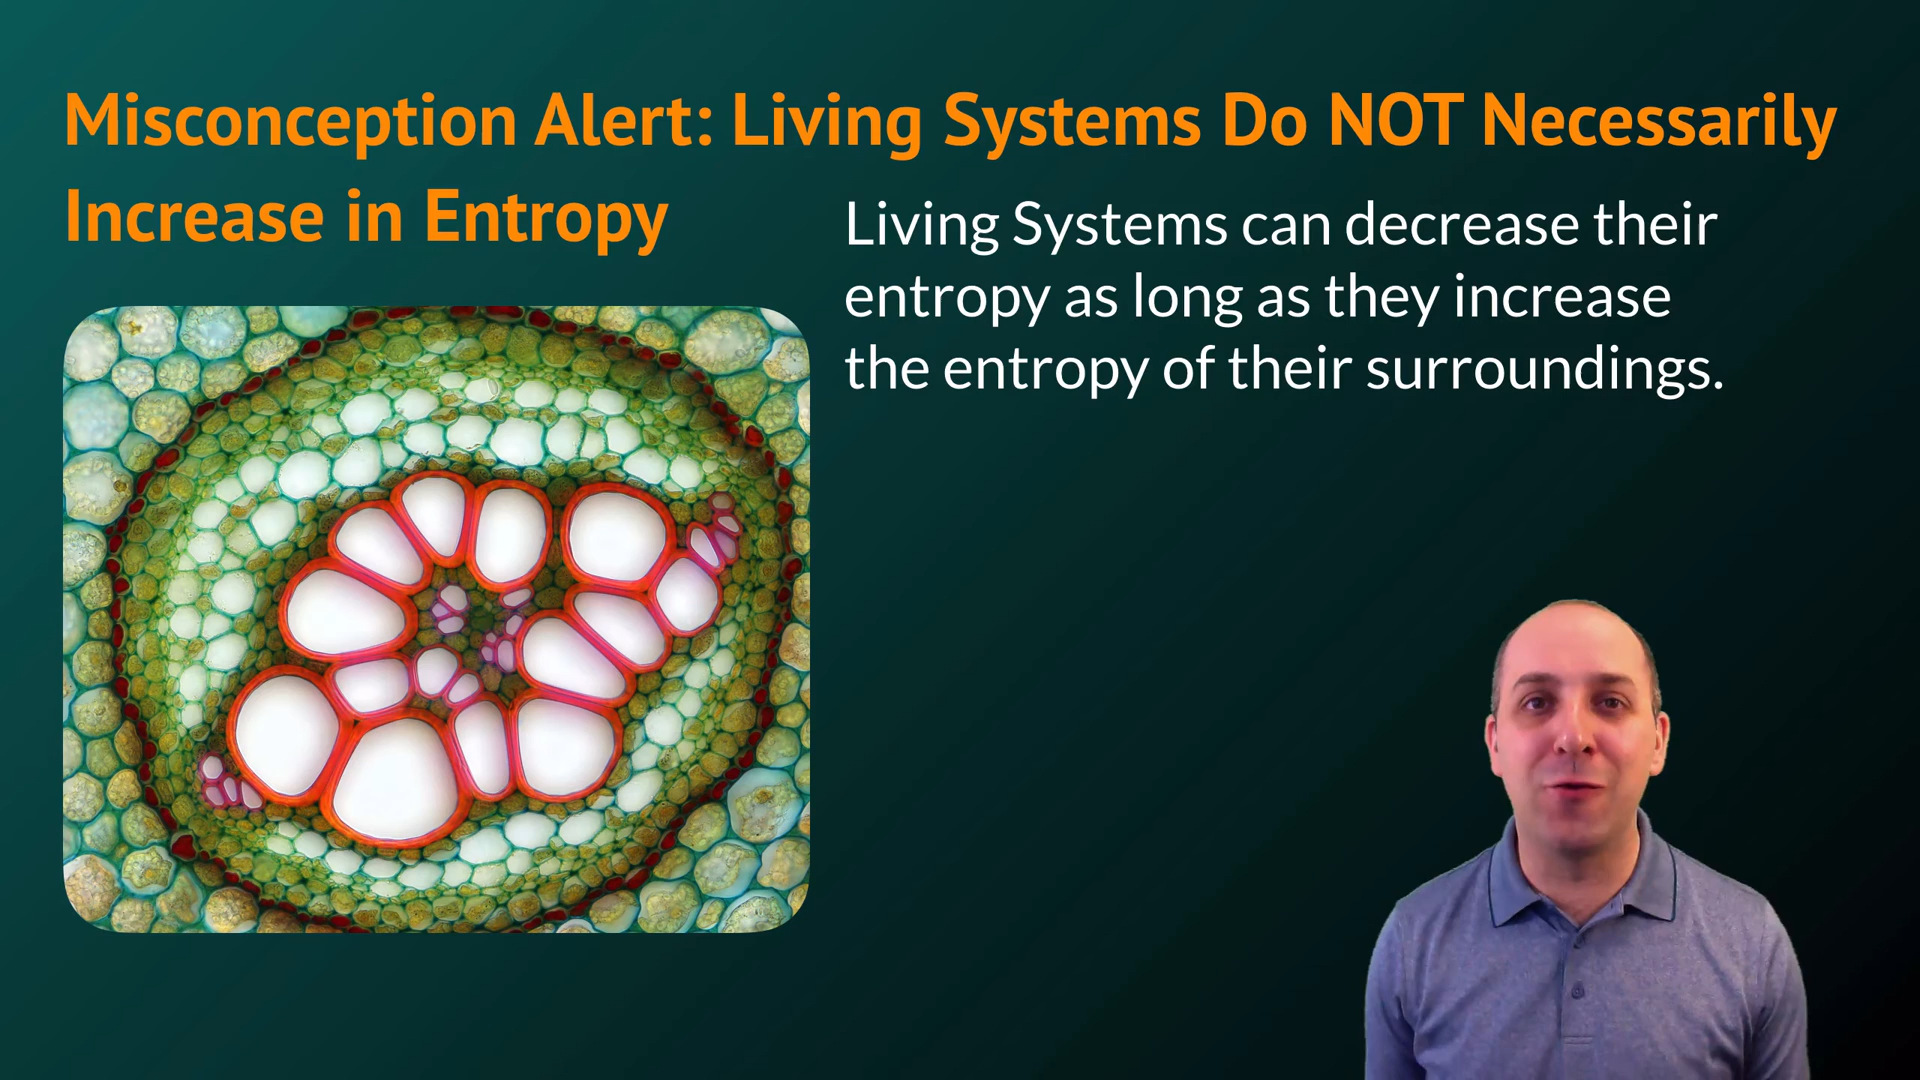 Misconception Alert: Living Systems Do NOT Necessarily
Increase in Entropy
Living Systems can decrease their
entropy as long as they increase
the entropy of their surroundings.